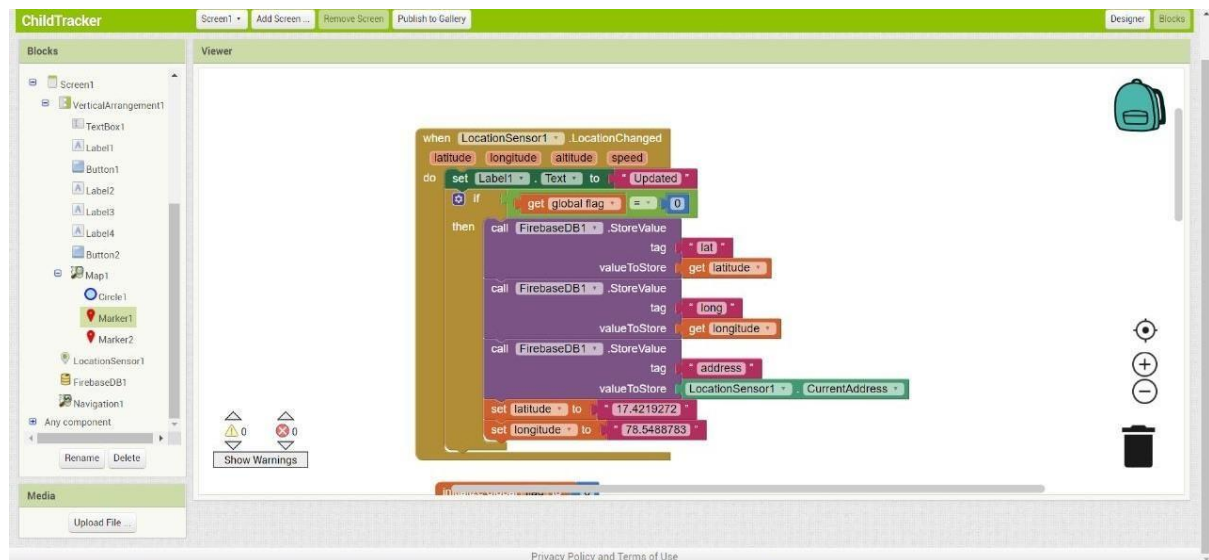 ChildTracker
Screen1 Add Screen ... Remove Screen Publish to Gallery Designer Blocks
Blocks
Screen1
VerticalArrangement1
TextBox1
Label1
Button1
Label2
Label3
Label4
Button2
Map1
Circle1
Marker1
Marker2
LocationSensor1
FirebaseDB1
Navigation1
Any component
Rename Delete
Media
Upload File ...
Viewer
when LocationSensor1 .LocationChanged
latitude longitude altitude speed
do set Label1 . Text to " Updated "
if get global flag = 0
then call FirebaseDB1 .StoreValue
tag " lat "
valueToStore get latitude
call FirebaseDB1 .StoreValue
tag " long "
valueToStore get longitude
call FirebaseDB1 .StoreValue
tag " address "
valueToStore LocationSensor1 . CurrentAddress
set latitude to " 17.4219272 "
set longitude to " 78.5488783 "
0 0
Show Warnings
Privacy Policy and Terms of Use